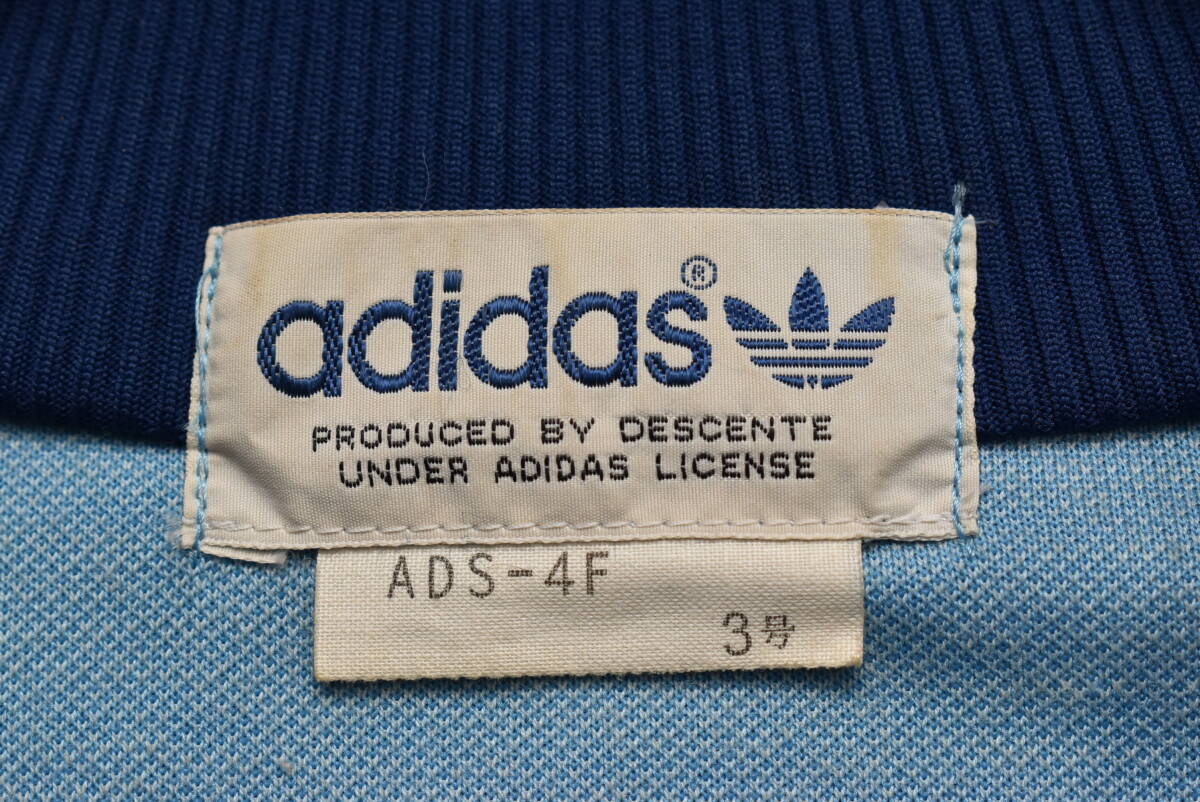 adidas®
PRODUCED BY DESCENTE
UNDER ADIDAS LICENSE
ADS-4F
3号